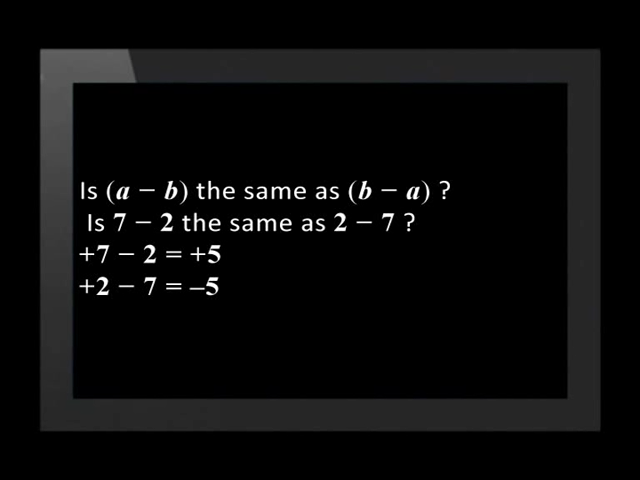 Is (a − b) the same as (b − a) ?
Is 7 − 2 the same as 2 − 7 ?
+7 − 2 = +5
+2 − 7 = –5